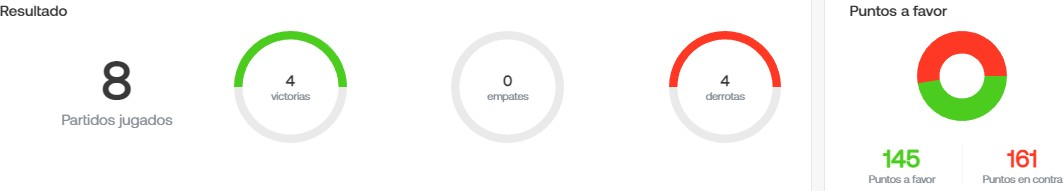 Resultado
8
Partidos jugados
4
victorias
0
empates
4
derrotas
Puntos a favor
145
Puntos a favor
161
Puntos en contra